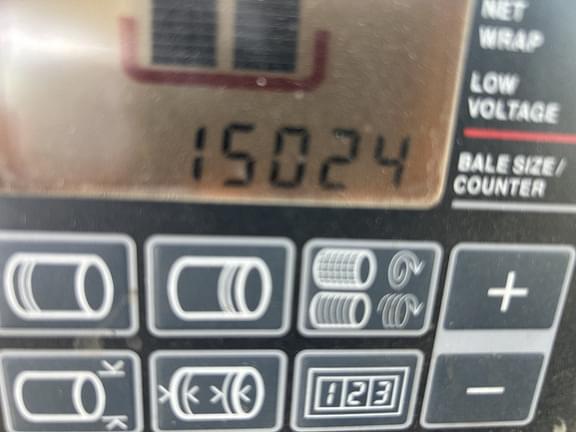 NET
WRAP
LOW
VOLTAGE
15024
BALE SIZE/
COUNTER
+
K
K
123
−